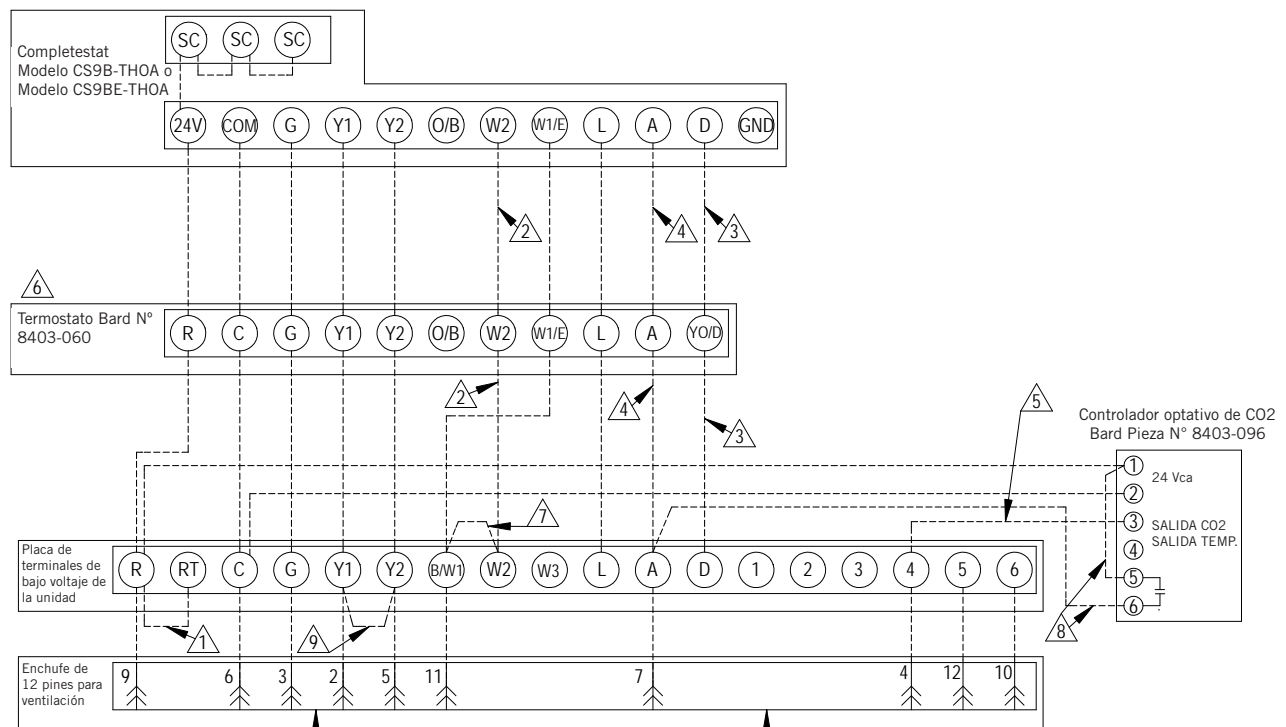 SC SC SC
Completestat
Modelo CS9B-THOA o
Modelo CS9BE-THOA
24V COM G Y1 Y2 O/B W2 W1/E L A D GND
2 4 3
6
Termostato Bard Nº
8403-060
R C G Y1 Y2 O/B W2 W1/E L A YO/D
2 4 3 5
Controlador optativo de CO2
Bard Pieza Nº 8403-096
1
24 Vca
2
3 SALIDA CO2
4 SALIDA TEMP.
5
6
7
Placa de
terminales de
bajo voltaje de
la unidad
R RT C G Y1 Y2 B/W1 W2 W3 L A D 1 2 3 4 5 6
1 9 8
Enchufe de
12 pines para
ventilación
9 6 3 2 5 11 7 4 12 10